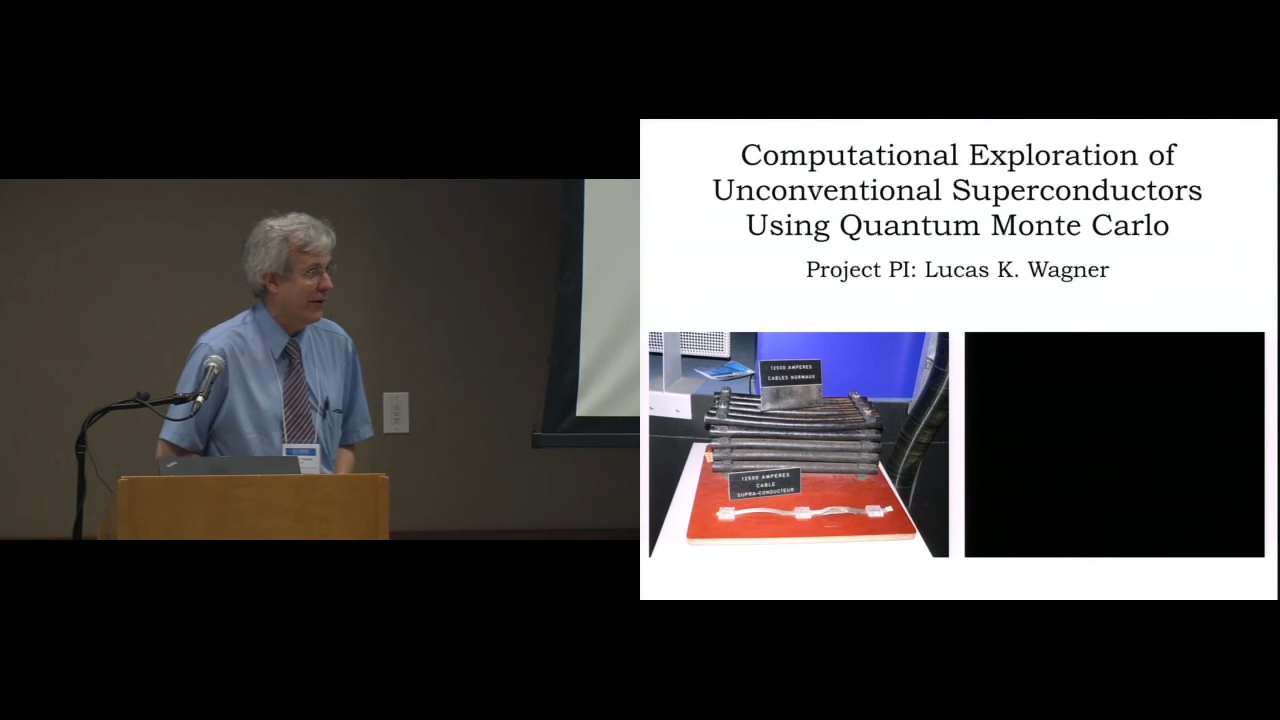 Computational Exploration of
Unconventional Superconductors
Using Quantum Monte Carlo
Project PI: Lucas K. Wagner
12500 AMPERES
CABLES NORMAUX
12500 AMPERES
CABLE
SUPRA-CONDUCTEUR